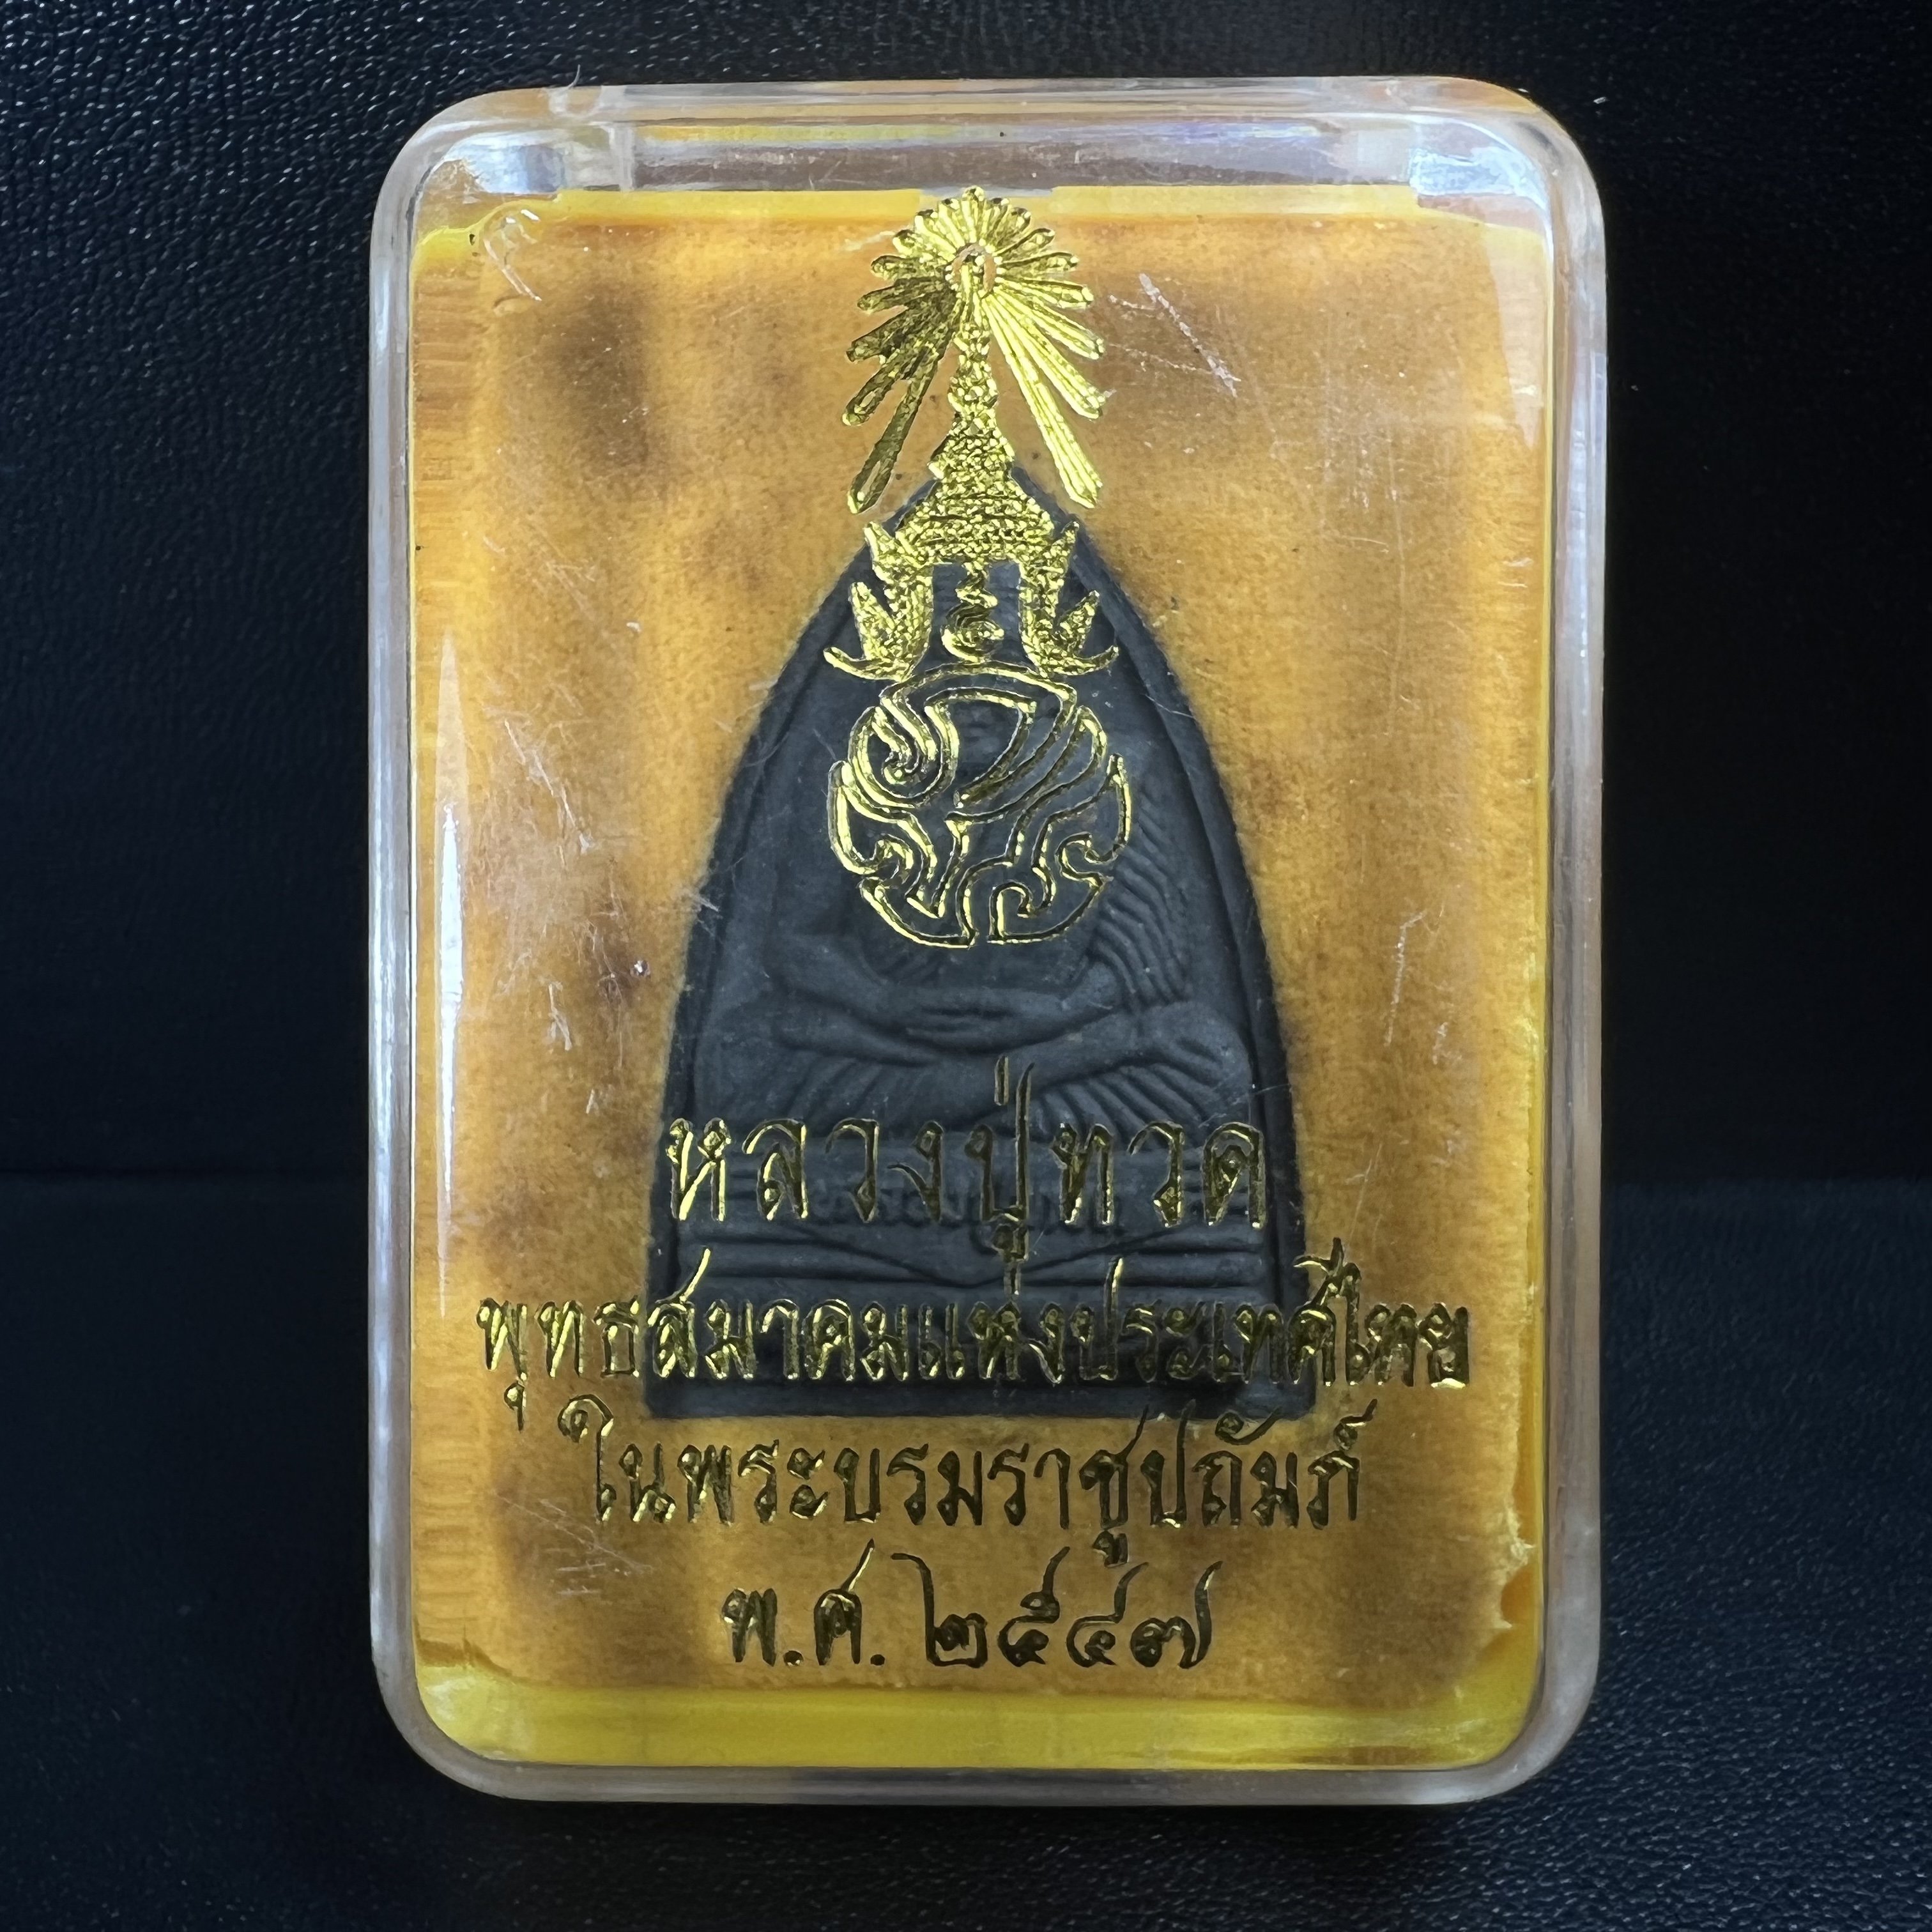 หลวงปู่ทวด
พุทธสมาคมแห่งประเทศไทย
ในพระบรมราชูปถัมภ์
พ.ศ. ๒๕๔๗